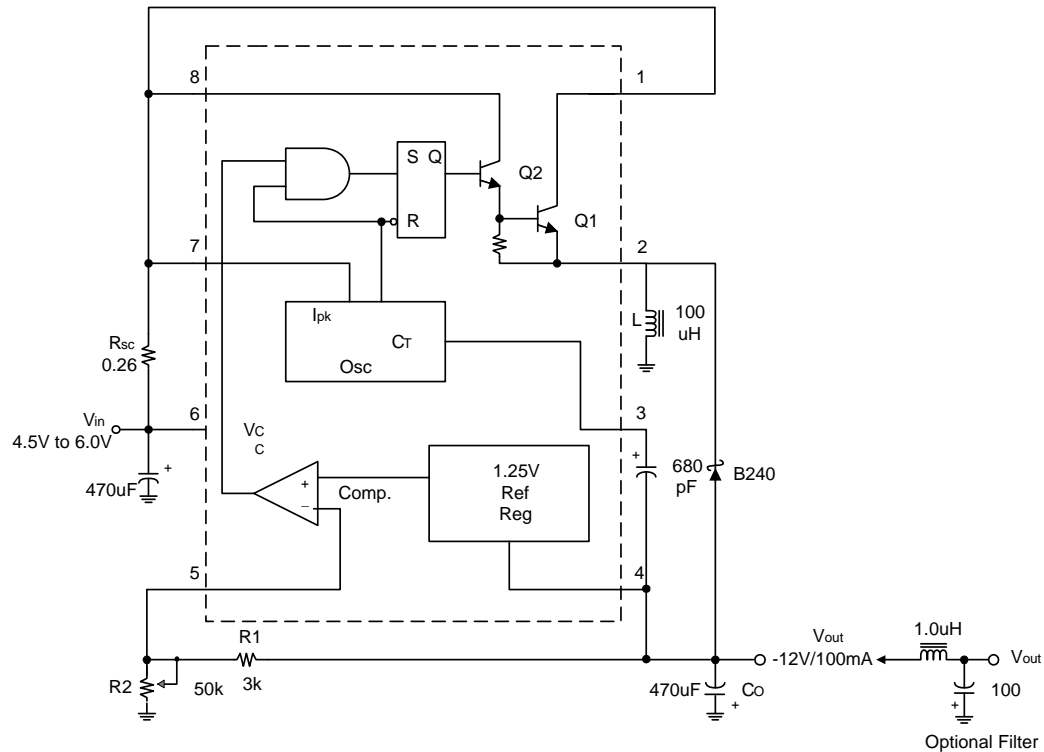 8
1
S Q
Q2
R
Q1
7
2
Ipk
CT
Osc
L
100
uH
Rsc
0.26
Vin
4.5V to 6.0V
6
VC
C
3
+
470uF
+
+
−
Comp.
1.25V
Ref
Reg
680
pF
+
B240
5
4
R1
3k
R2
50k
Vout
-12V/100mA
1.0uH
Vout
470uF
+
CO
100
+
Optional Filter